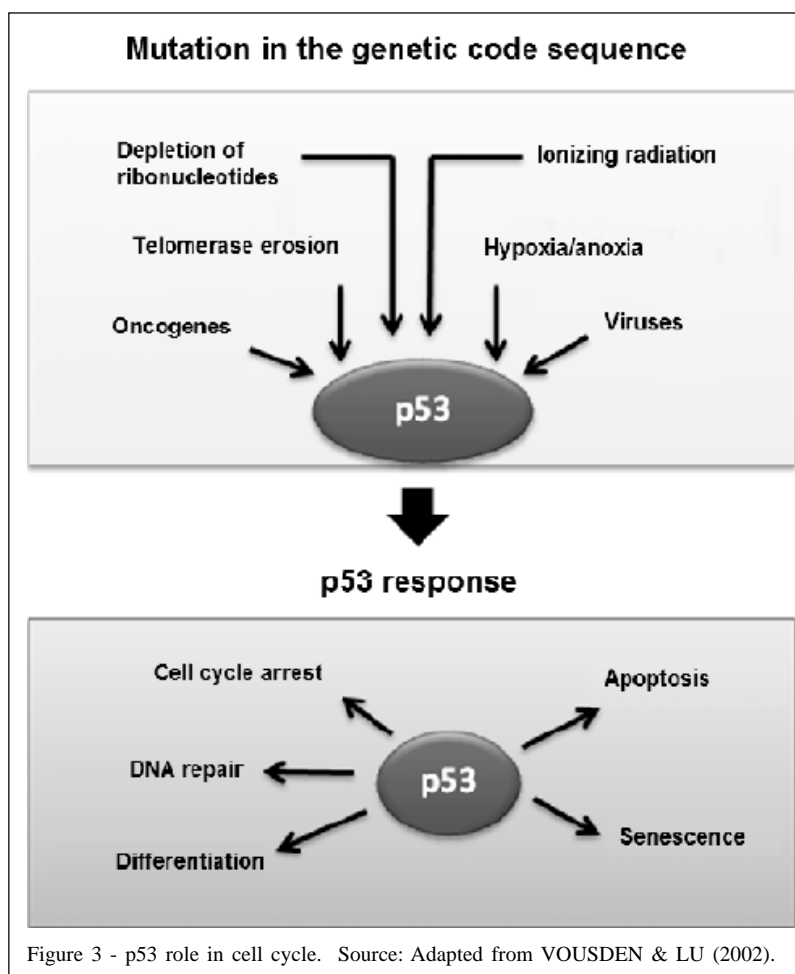 Mutation in the genetic code sequence
Depletion of
ribonucleotides
Ionizing radiation
Telomerase erosion
Hypoxia/anoxia
Oncogenes
Viruses
p53
p53 response
Cell cycle arrest
Apoptosis
DNA repair
p53
Differentiation
Senescence
Figure 3 - p53 role in cell cycle. Source: Adapted from VOUSDEN & LU (2002).